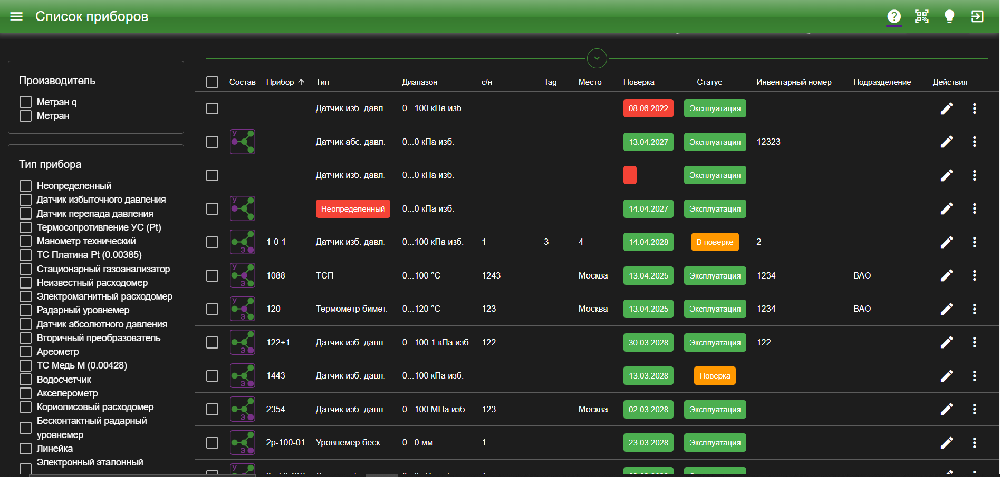 Список приборов
Производитель
Метран q
Метран
Тип прибора
Неопределенный
Датчик избыточного давления
Датчик перепада давления
Термосопротивление УС (Pt)
Манометр технический
ТС Платина Pt (0.00385)
Стационарный газоанализатор
Неизвестный расходомер
Электромагнитный расходомер
Радарный уровнемер
Датчик абсолютного давления
Вторичный преобразователь
Ареометр
ТС Медь М (0.00428)
Водосчетчик
Акселерометр
Кориолисовый расходомер
Бесконтактный радарный
уровнемер
Линейка
Электронный эталонный
Состав Прибор Тип Диапазон с/н Tag Место Поверка Статус Инвентарный номер Подразделение Действия
Датчик изб. давл. 0...100 кПа изб. 08.06.2022 Эксплуатация
У Датчик абс. давл. 0...0 кПа изб. 13.04.2027 Эксплуатация 12323
Датчик изб. давл. 0...0 кПа изб. - Эксплуатация
У Неопределенный 0...0 кПа изб. 14.04.2027 Эксплуатация
Э 1-0-1 Датчик изб. давл. 0...100 кПа изб. 1 3 4 14.04.2028 В поверке 2
У Э 1088 ТСП 0...100 °C 1243 Москва 13.04.2025 Эксплуатация 1234 ВАО
У Э 120 Термометр бимет. 0...120 °C 123 Москва 13.04.2025 Эксплуатация 1234 ВАО
Э 122+1 Датчик изб. давл. 0...100.1 кПа изб. 122 30.03.2028 Эксплуатация 122
Э 1443 Датчик изб. давл. 0...100 кПа изб. 13.03.2028 Поверка
Э 2354 Датчик изб. давл. 0...100 МПа изб. 123 Москва 02.03.2028 Эксплуатация
Э 2р-100-01 Уровнемер беск. 0...0 мм 1 23.03.2028 Эксплуатация
У Эксплуатация